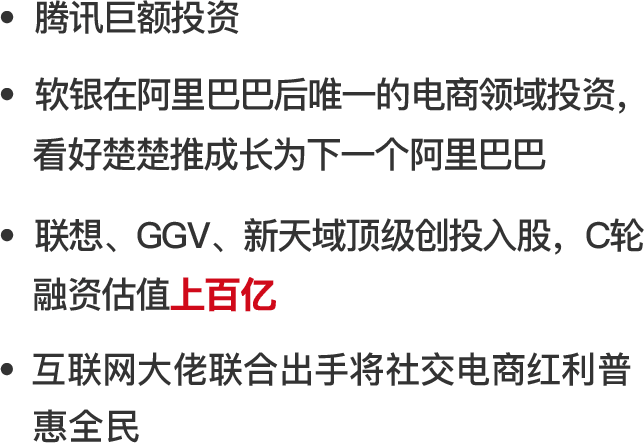 • 腾讯巨额投资
• 软银在阿里巴巴后唯一的电商领域投资，
看好楚楚推成长为下一个阿里巴巴
• 联想、GGV、新天域顶级创投入股，C轮
融资估值上百亿
• 互联网大佬联合出手将社交电商红利普
惠全民